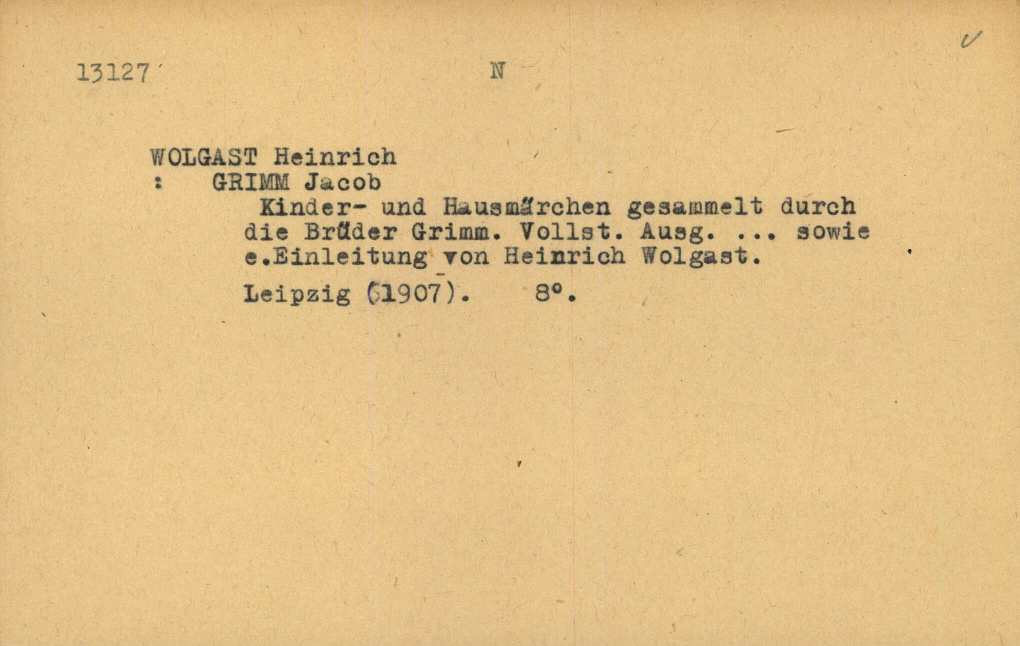 13127 N
WOLGAST Heinrich
: GRIMM Jacob
Kinder- und Hausmärchen gesammelt durch
die Brüder Grimm. Vollst. Ausg. ... sowie
e.Einleitung von Heinrich Wolgast.
Leipzig (1907). 8°.